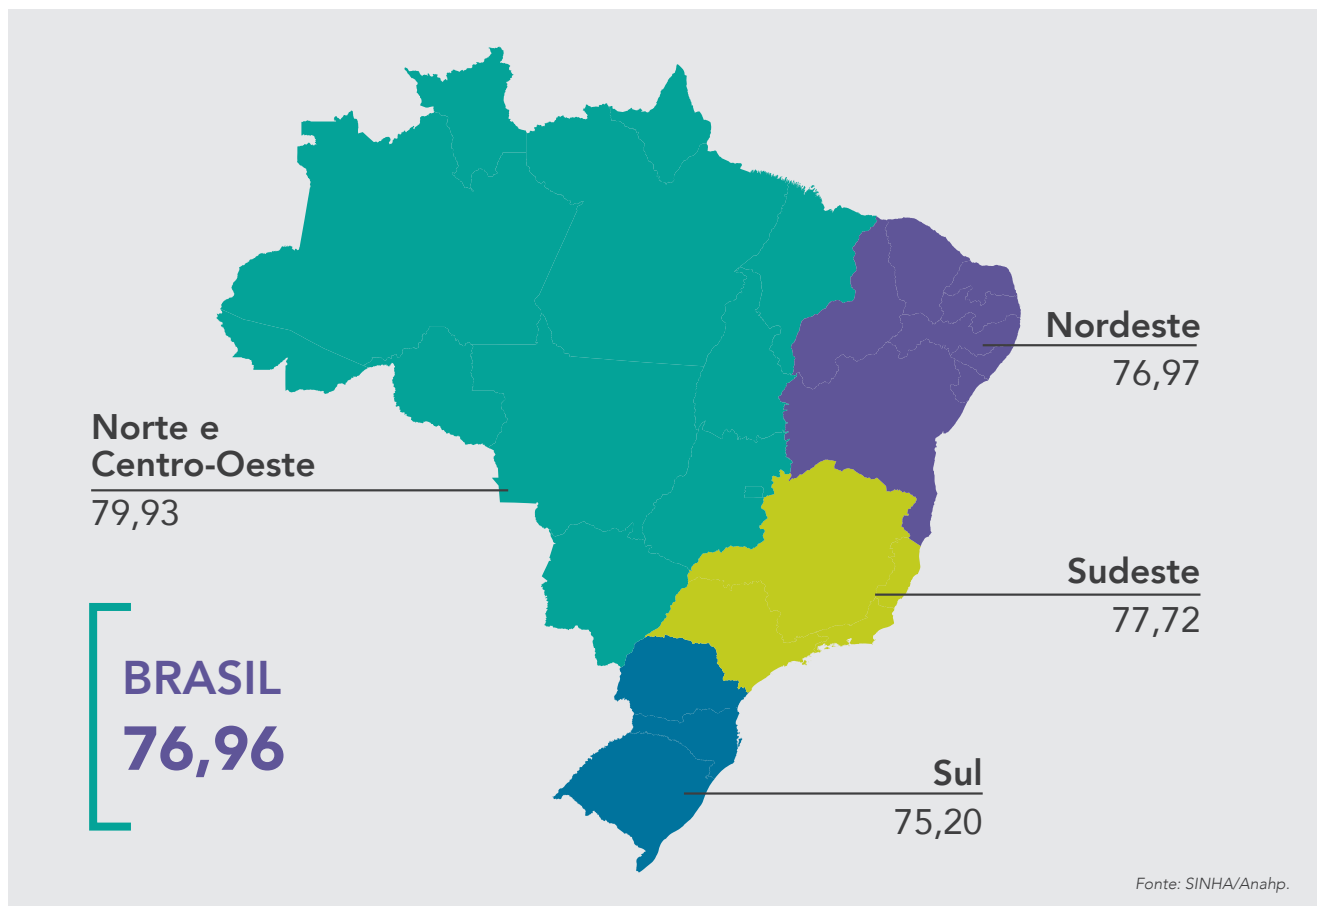 Nordeste
76,97
Norte e
Centro-Oeste
79,93
Sudeste
77,72
BRASIL
76,96
Sul
75,20
Fonte: SINHA/Anahp.